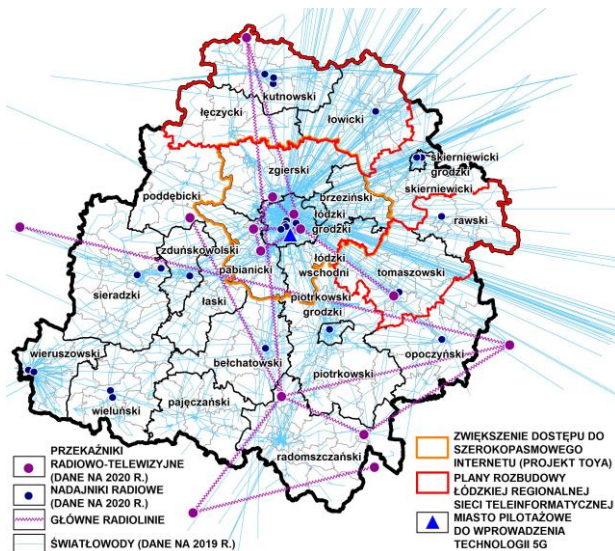 kutnowski
łęczycki
łowicki
zgierski
skierniewicki
grodzki
skierniewicki
poddębicki
brzeziński
łódzki
grodzki
rawski
zduńskowolski
pabianicki
łódzki
wschodni
tomaszowski
sieradzki
łaski
piotrkowski
grodzki
wieruszowski
bełchatowski
opoczyński
piotrkowski
wieluński
pajęczański
radomszczański
PRZEKAŹNIKI
RADIOWO-TELEWIZYJNE
(DANE NA 2020 R.)
NADAJNIKI RADIOWE
(DANE NA 2020 R.)
GŁÓWNE RADIOLINIE
ŚWIATŁOWODY (DANE NA 2019 R.)
ZWIĘKSZENIE DOSTĘPU DO
SZEROKOPASMOWEGO
INTERNETU (PROJEKT TOYA)
PLANY ROZBUDOWY
ŁÓDZKIEJ REGIONALNEJ
SIECI TELEINFORMATYCZNEJ
MIASTO PILOTAŻOWE
DO WPROWADZENIA
TECHNOLOGII 5G